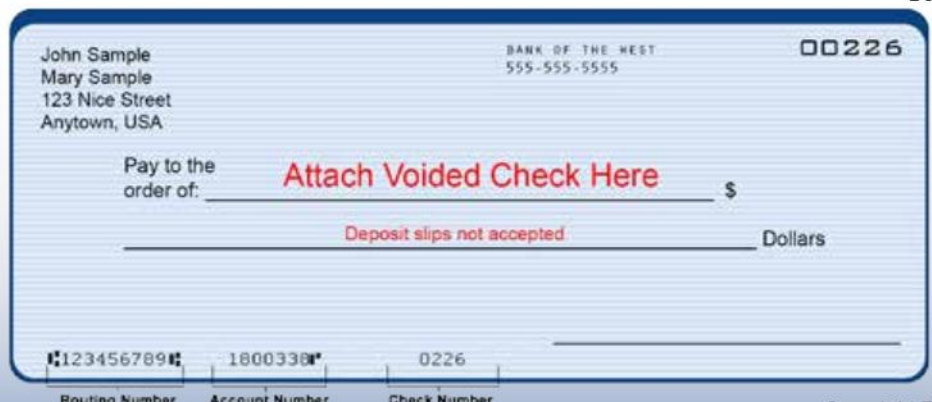 John Sample
Mary Sample
123 Nice Street
Anytown, USA
BANK OF THE WEST
555-555-5555
00226
Pay to the
order of:
Attach Voided Check Here
$
Deposit slips not accepted
Dollars
⑆123456789⑆ 1800338⑈ 0226
Routing Number Account Number Check Number